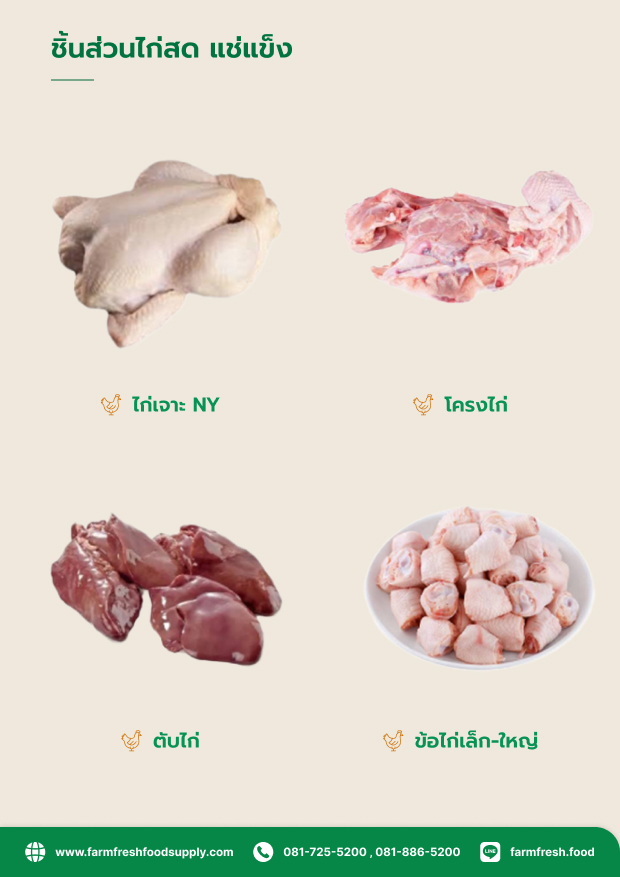 ชิ้นส่วนไก่สด แช่แข็ง
ไก่เจาะ NY
โครงไก่
ตับไก่
ข้อไก่เล็ก-ใหญ่
www.farmfreshfoodsupply.com
081-725-5200 , 081-886-5200
LINE
farmfresh.food